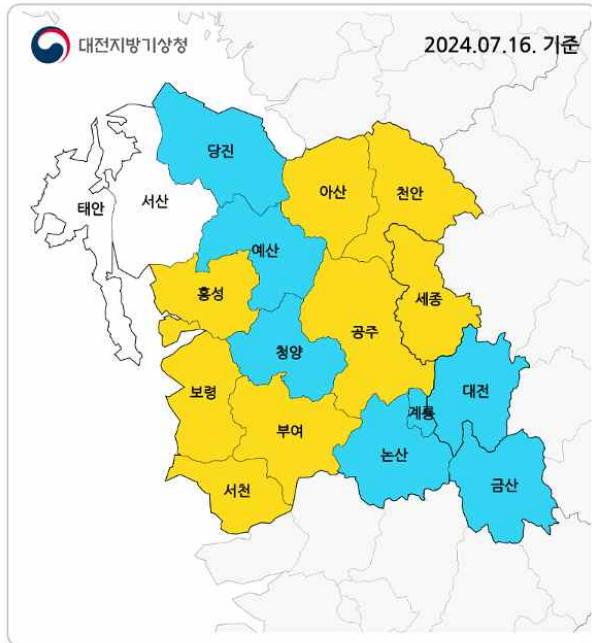 대전지방기상청
2024.07.16. 기준
당진
아산
천안
태안
서산
예산
홍성
세종
공주
청양
보령
대전
계룡
부여
논산
서천
금산